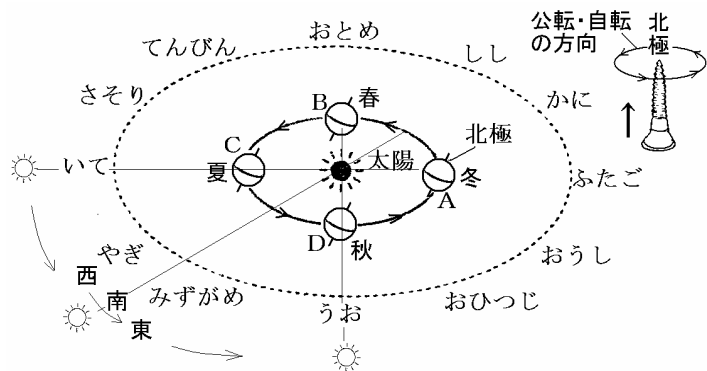 公転・自転
の方向
北
極
おとめ
てんびん
しし
さそり
かに
B
春
C
北極
いて
太陽
夏
冬
ふたご
A
D
秋
やぎ
おうし
西
南
みずがめ
おひつじ
うお
東